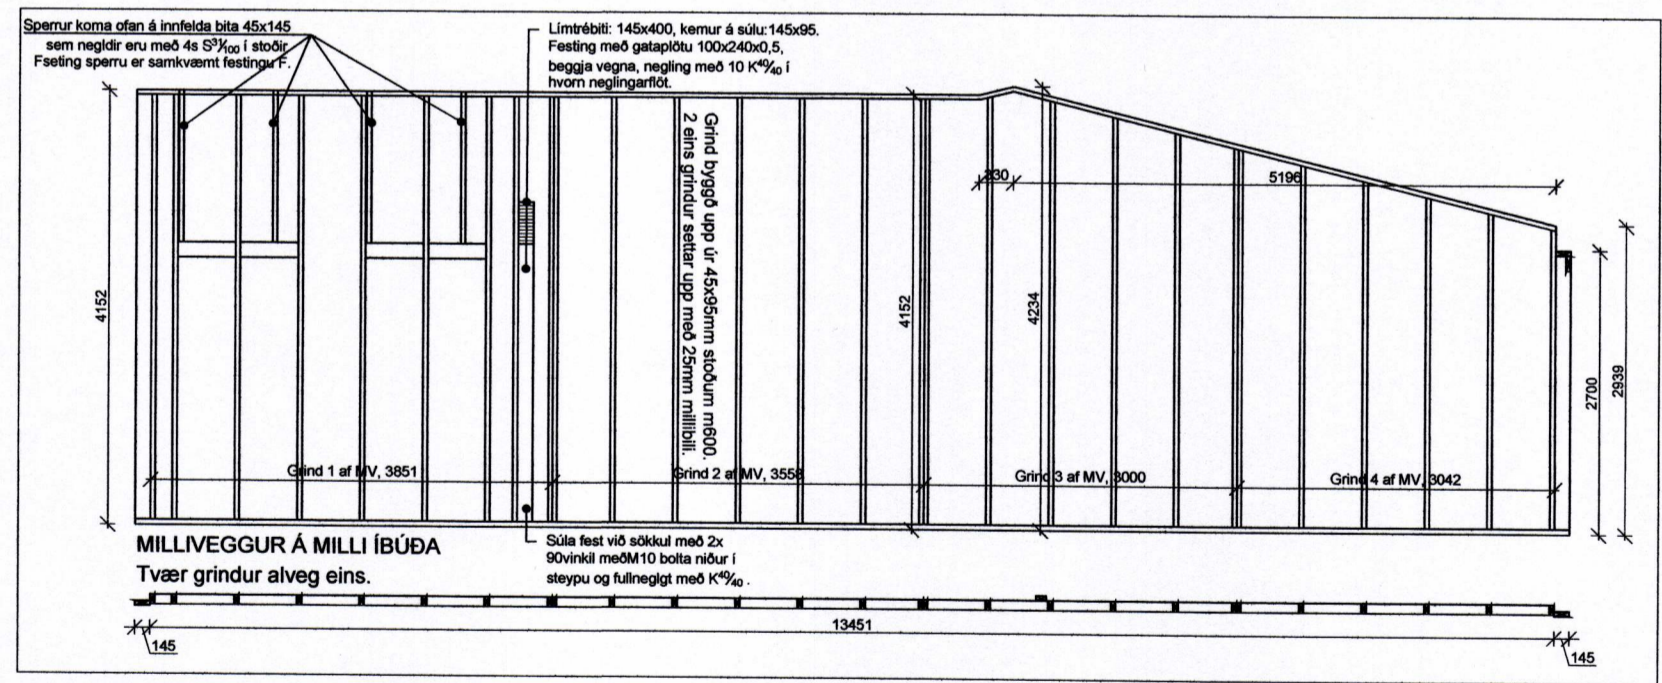 Sperrur koma ofan á innfelda bita 45x145
sem negldir eru með 4s S31/100 í stoðir.
Fseting sperru er samkvæmt festingu F.
Límtrébiti: 145x400, kemur á súlu:145x95.
Festing með gataplötu 100x240x0,5,
beggja vegna, negling með 10 K40/40 í
hvorn neglingarflöt.
Grind byggð upp úr 45x95mm stoðum m600.
2 eins grindur settar upp með 25mm millibili.
330
5196
4152
4152
4234
2700
2939
Grind 1 af MV, 3851
Grind 2 af MV, 3558
Grind 3 af MV, 3000
Grind 4 af MV, 3042
MILLIVEGGUR Á MILLI ÍBÚÐA
Tvær grindur alveg eins.
Súla fest við sökkul með 2x
90vinkil meðM10 bolta niður í
steypu og fullneglgt með K40/40 .
13451
145
145